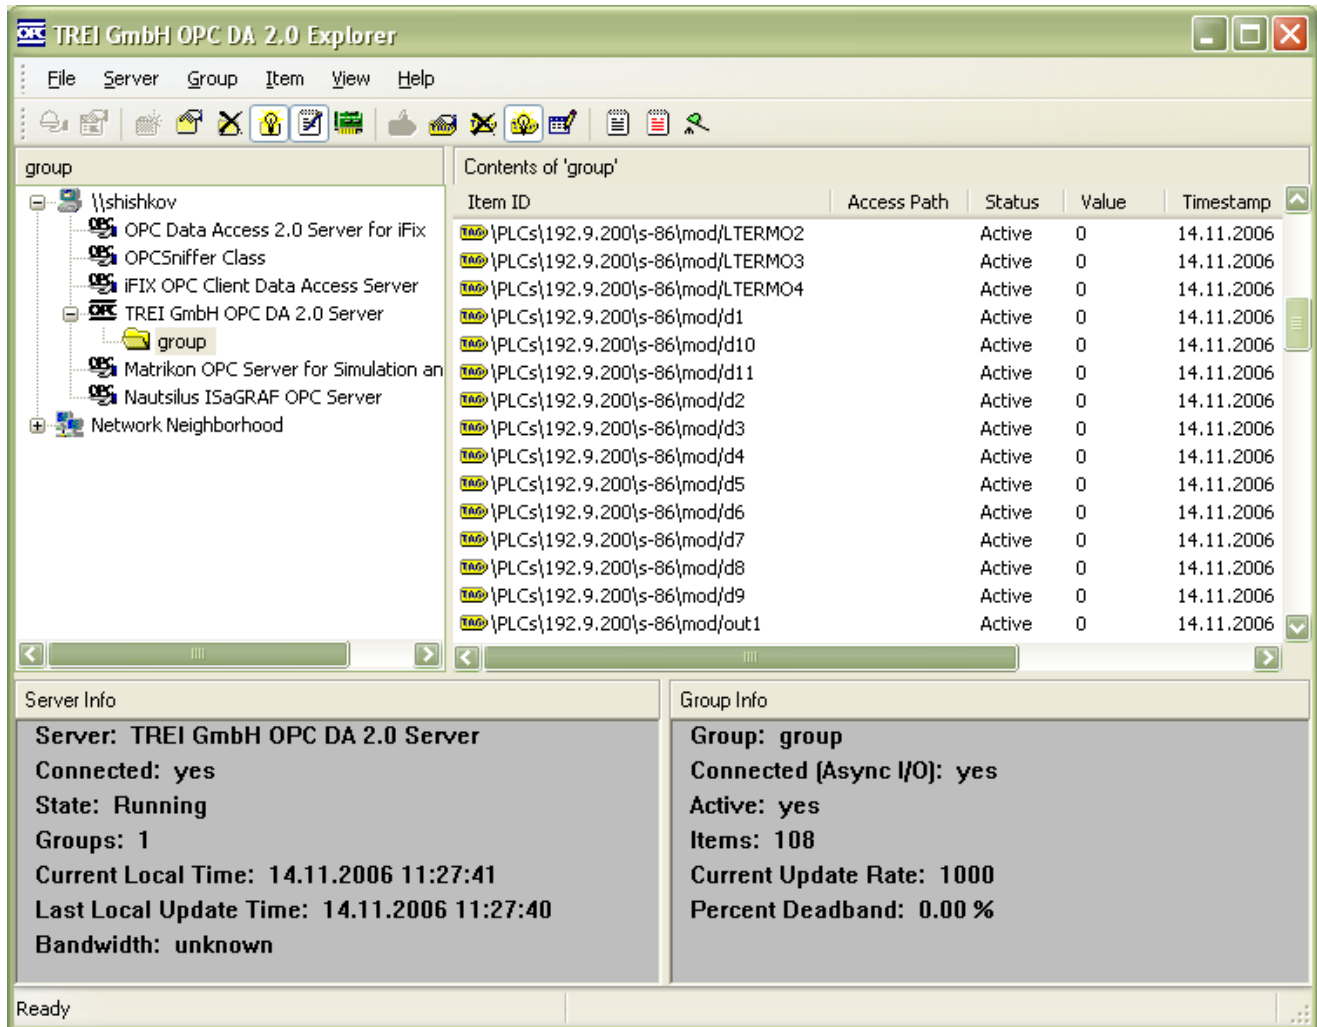 TREI GmbH OPC DA 2.0 Explorer
File Server Group Item View Help
group
\\shishkov
OPC Data Access 2.0 Server for iFix
OPCSniffer Class
iFIX OPC Client Data Access Server
TREI GmbH OPC DA 2.0 Server
group
Matrikon OPC Server for Simulation an
Nautsilus ISaGRAF OPC Server
Network Neighborhood
Contents of 'group'
Item ID Access Path Status Value Timestamp
\PLCs\192.9.200\s-86\mod/LTERMO2 Active 0 14.11.2006
\PLCs\192.9.200\s-86\mod/LTERMO3 Active 0 14.11.2006
\PLCs\192.9.200\s-86\mod/LTERMO4 Active 0 14.11.2006
\PLCs\192.9.200\s-86\mod/d1 Active 0 14.11.2006
\PLCs\192.9.200\s-86\mod/d10 Active 0 14.11.2006
\PLCs\192.9.200\s-86\mod/d11 Active 0 14.11.2006
\PLCs\192.9.200\s-86\mod/d2 Active 0 14.11.2006
\PLCs\192.9.200\s-86\mod/d3 Active 0 14.11.2006
\PLCs\192.9.200\s-86\mod/d4 Active 0 14.11.2006
\PLCs\192.9.200\s-86\mod/d5 Active 0 14.11.2006
\PLCs\192.9.200\s-86\mod/d6 Active 0 14.11.2006
\PLCs\192.9.200\s-86\mod/d7 Active 0 14.11.2006
\PLCs\192.9.200\s-86\mod/d8 Active 0 14.11.2006
\PLCs\192.9.200\s-86\mod/d9 Active 0 14.11.2006
\PLCs\192.9.200\s-86\mod/out1 Active 0 14.11.2006
Server Info
Server: TREI GmbH OPC DA 2.0 Server
Connected: yes
State: Running
Groups: 1
Current Local Time: 14.11.2006 11:27:41
Last Local Update Time: 14.11.2006 11:27:40
Bandwidth: unknown
Group Info
Group: group
Connected (Async I/O): yes
Active: yes
Items: 108
Current Update Rate: 1000
Percent Deadband: 0.00 %
Ready